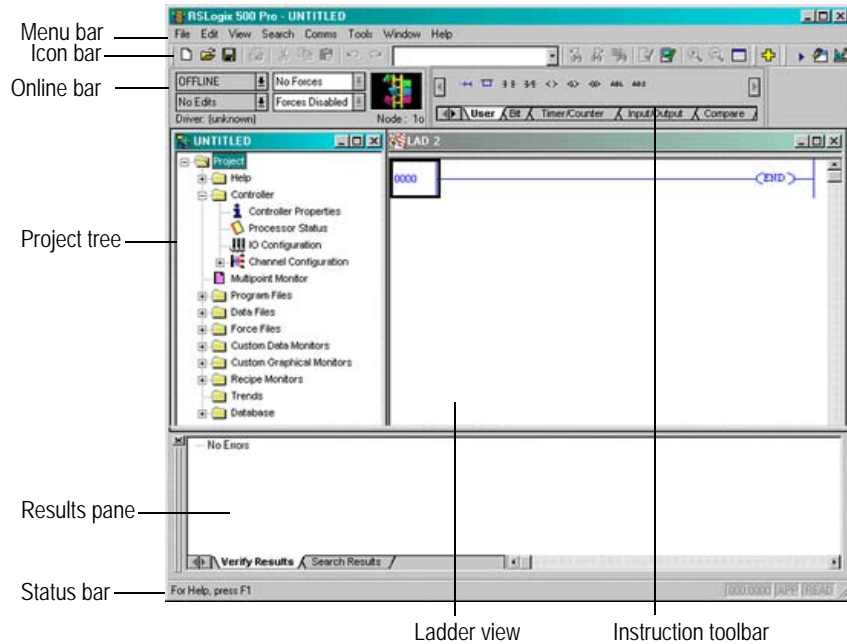 RSLogix 500 Pro - UNTITLED
Menu bar
File Edit View Search Comms Tools Window Help
Icon bar
Online bar
OFFLINE No Forces
No Edits Forces Disabled
Driver: (unknown) Node : 1o
User Bit Timer/Counter Input/Output Compare
UNTITLED
LAD 2
Project
Help
Controller
Controller Properties
Processor Status
IO Configuration
Channel Configuration
Multipoint Monitor
Program Files
Data Files
Force Files
Custom Data Monitors
Custom Graphical Monitors
Recipe Monitors
Trends
Database
0000
END
Project tree
No Errors
Results pane
Verify Results Search Results
Status bar
For Help, press F1
000:0000 APP READ
Ladder view Instruction toolbar